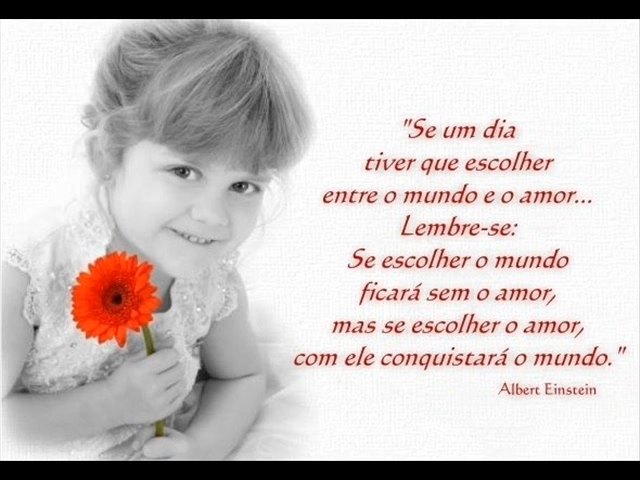 "Se um dia
tiver que escolher
entre o mundo e o amor...
Lembre-se:
Se escolher o mundo
ficará sem o amor,
mas se escolher o amor,
com ele conquistará o mundo."
Albert Einstein